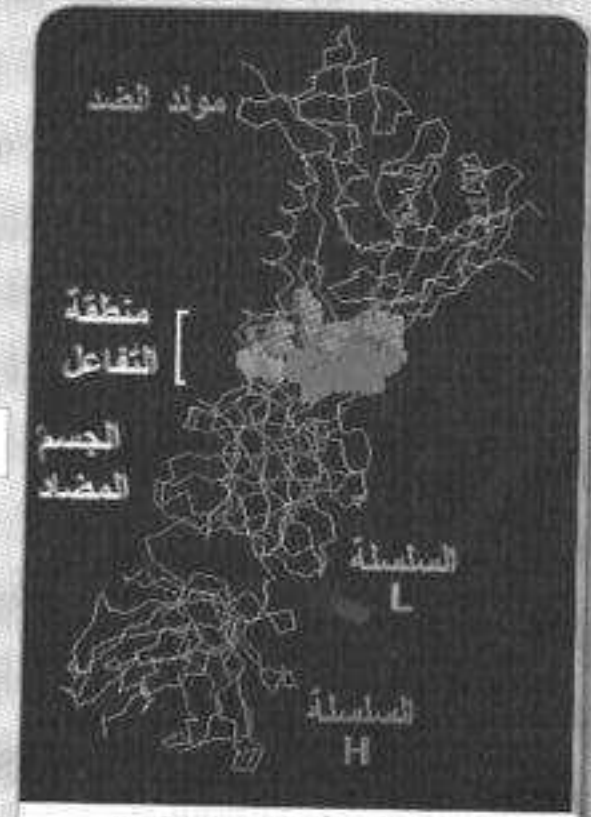 مولد الضد
منطقة
التفاعل
الجسم
المضاد
السلسلة
L
السلسلة
H